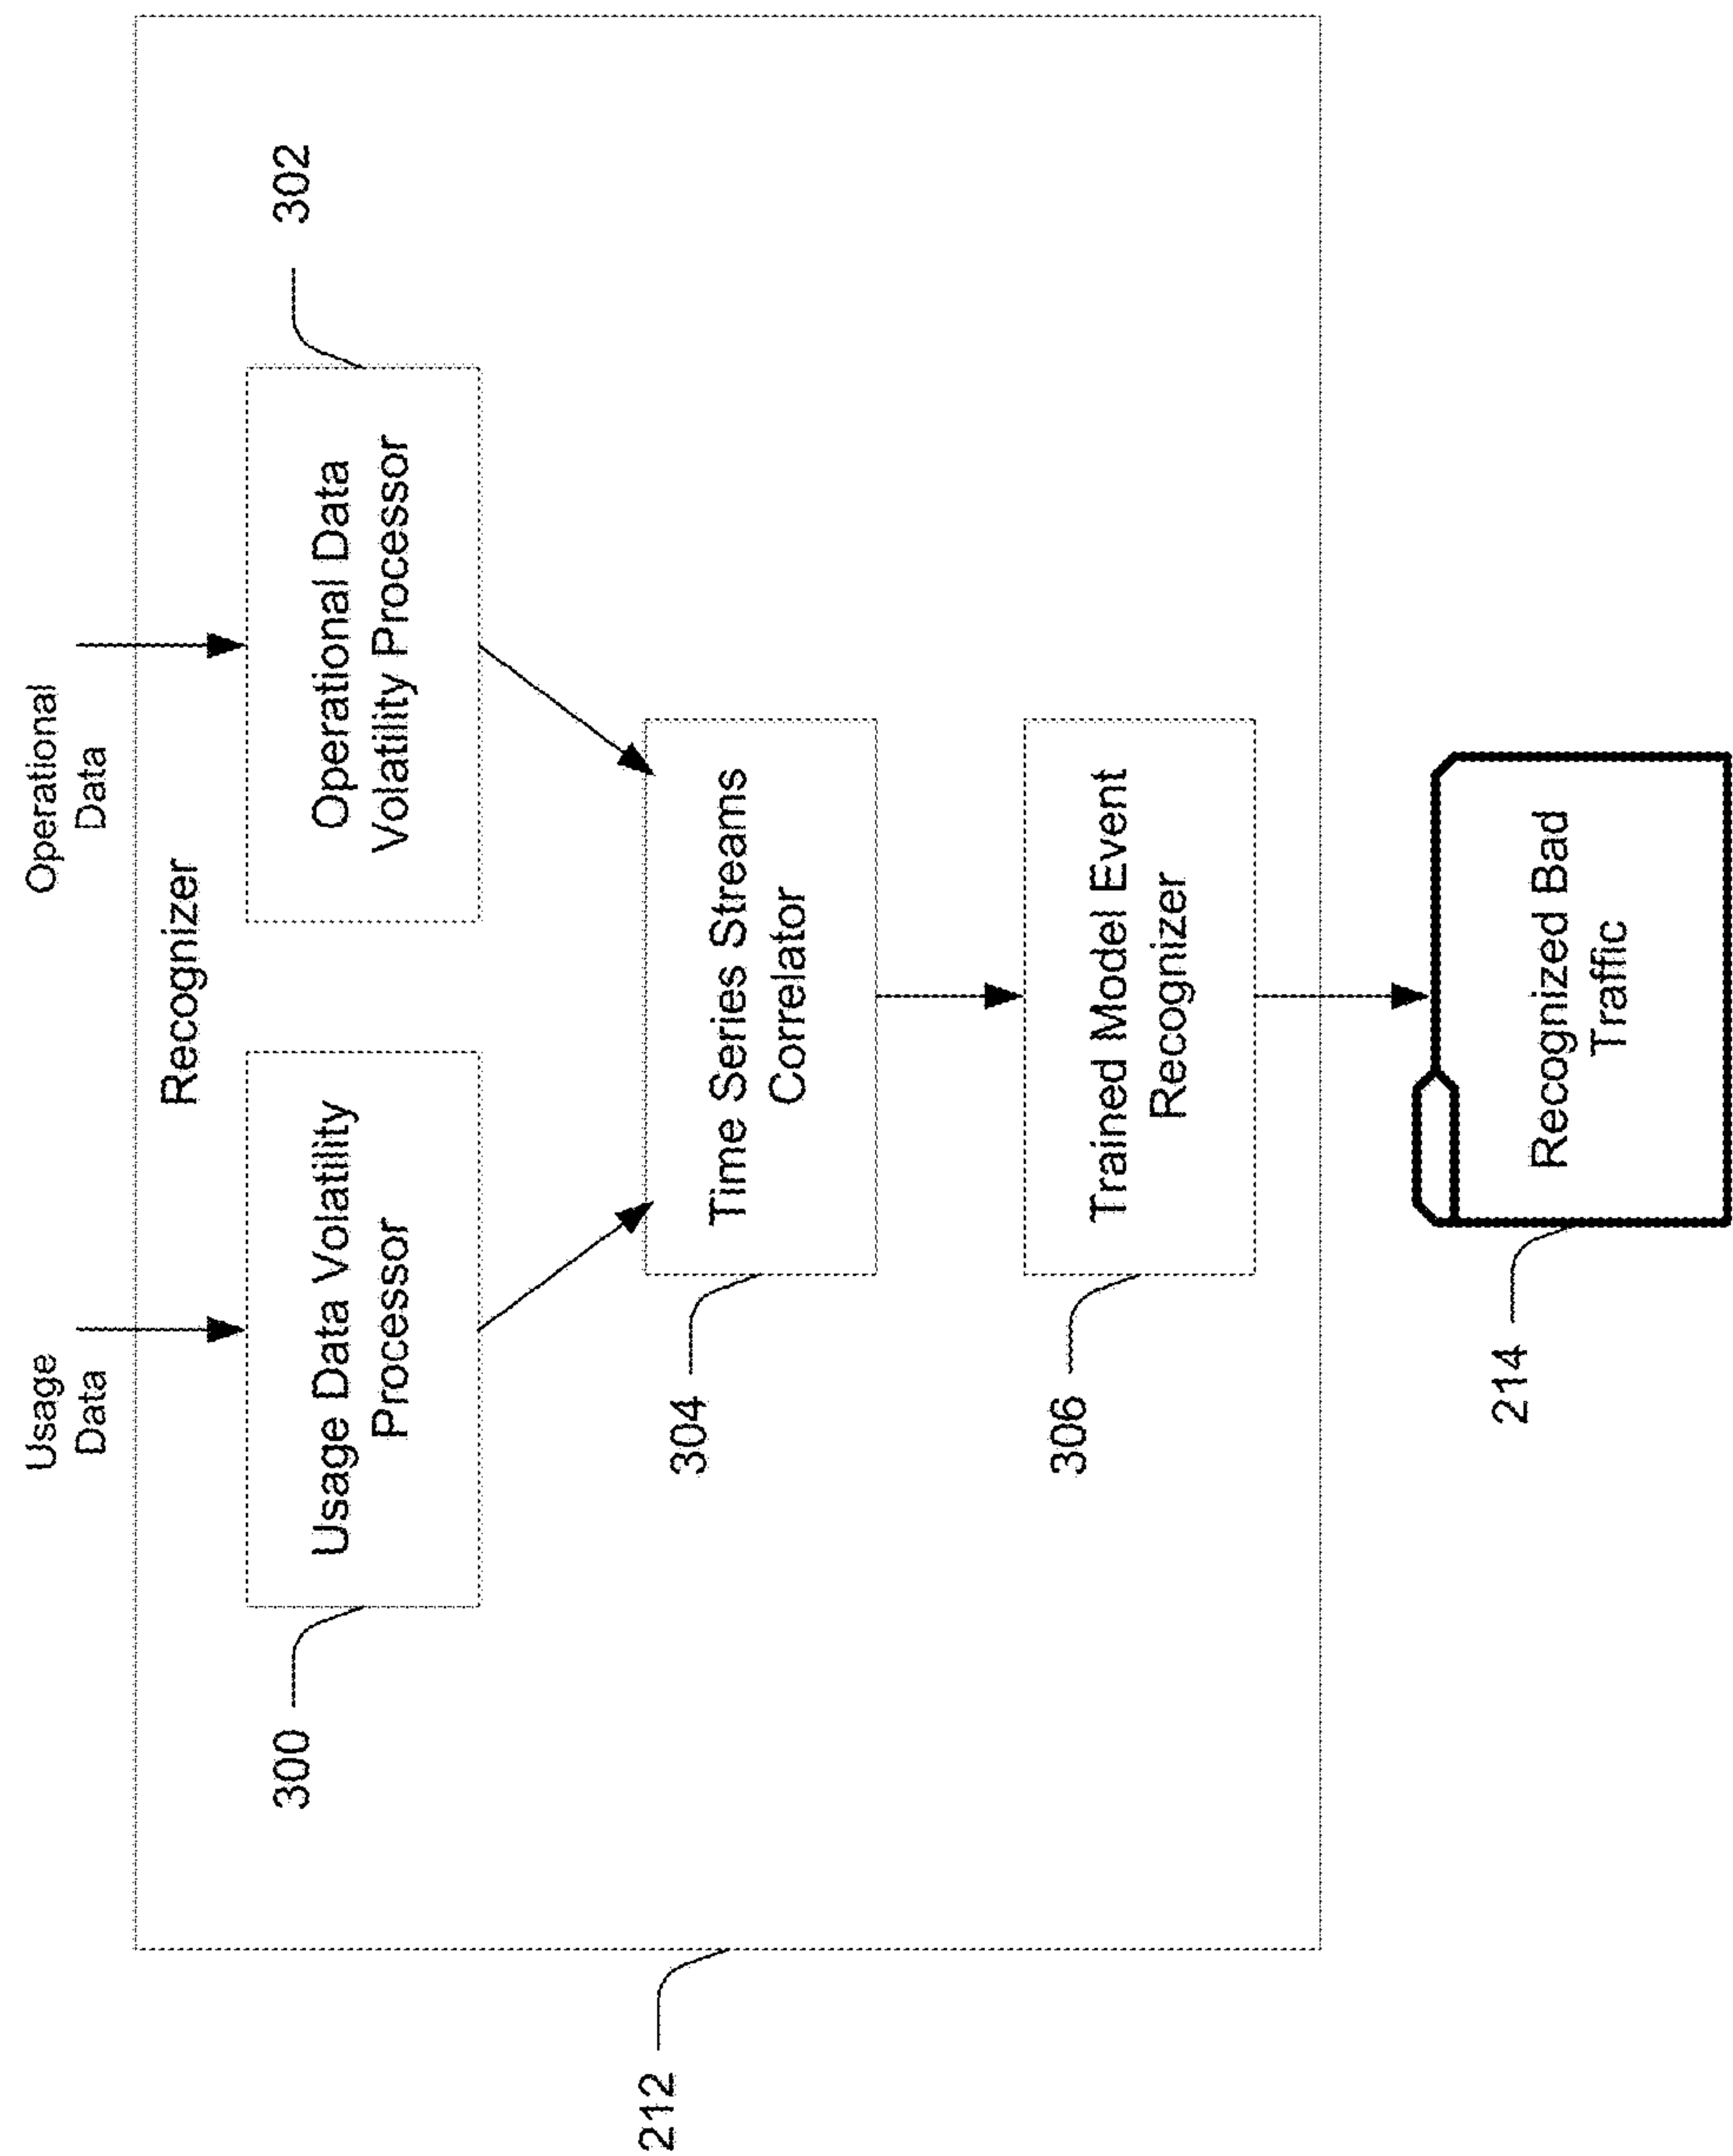 Usage
Data
Operational
Data
Recognizer
300
Usage Data Volatility
Processor
Operational Data
Volatility Processor
302
304
Time Series Streams
Correlator
212
306
Trained Model Event
Recognizer
214
Recognized Bad
Traffic